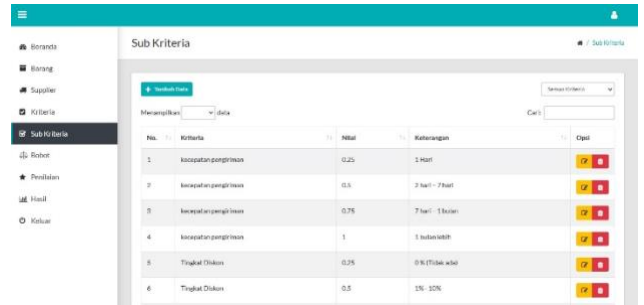 Beranda
Barang
Supplier
Kriteria
Sub Kriteria
Bobot
Penilaian
Hasil
Keluar
Sub Kriteria
/ Sub Kriteria
+ Tambah Data
Semua Kriteria
Menampilkan data
Cari:
No. Kriteria Nilai Keterangan Opsi
1 kecepatan pengiriman 0.25 1 Hari
2 kecepatan pengiriman 0.5 2 hari - 7 hari
3 kecepatan pengiriman 0.75 7 hari - 1 bulan
4 kecepatan pengiriman 1 1 bulan lebih
5 Tingkat Diskon 0.25 0 % (Tidak ada)
6 Tingkat Diskon 0.5 1% - 10%